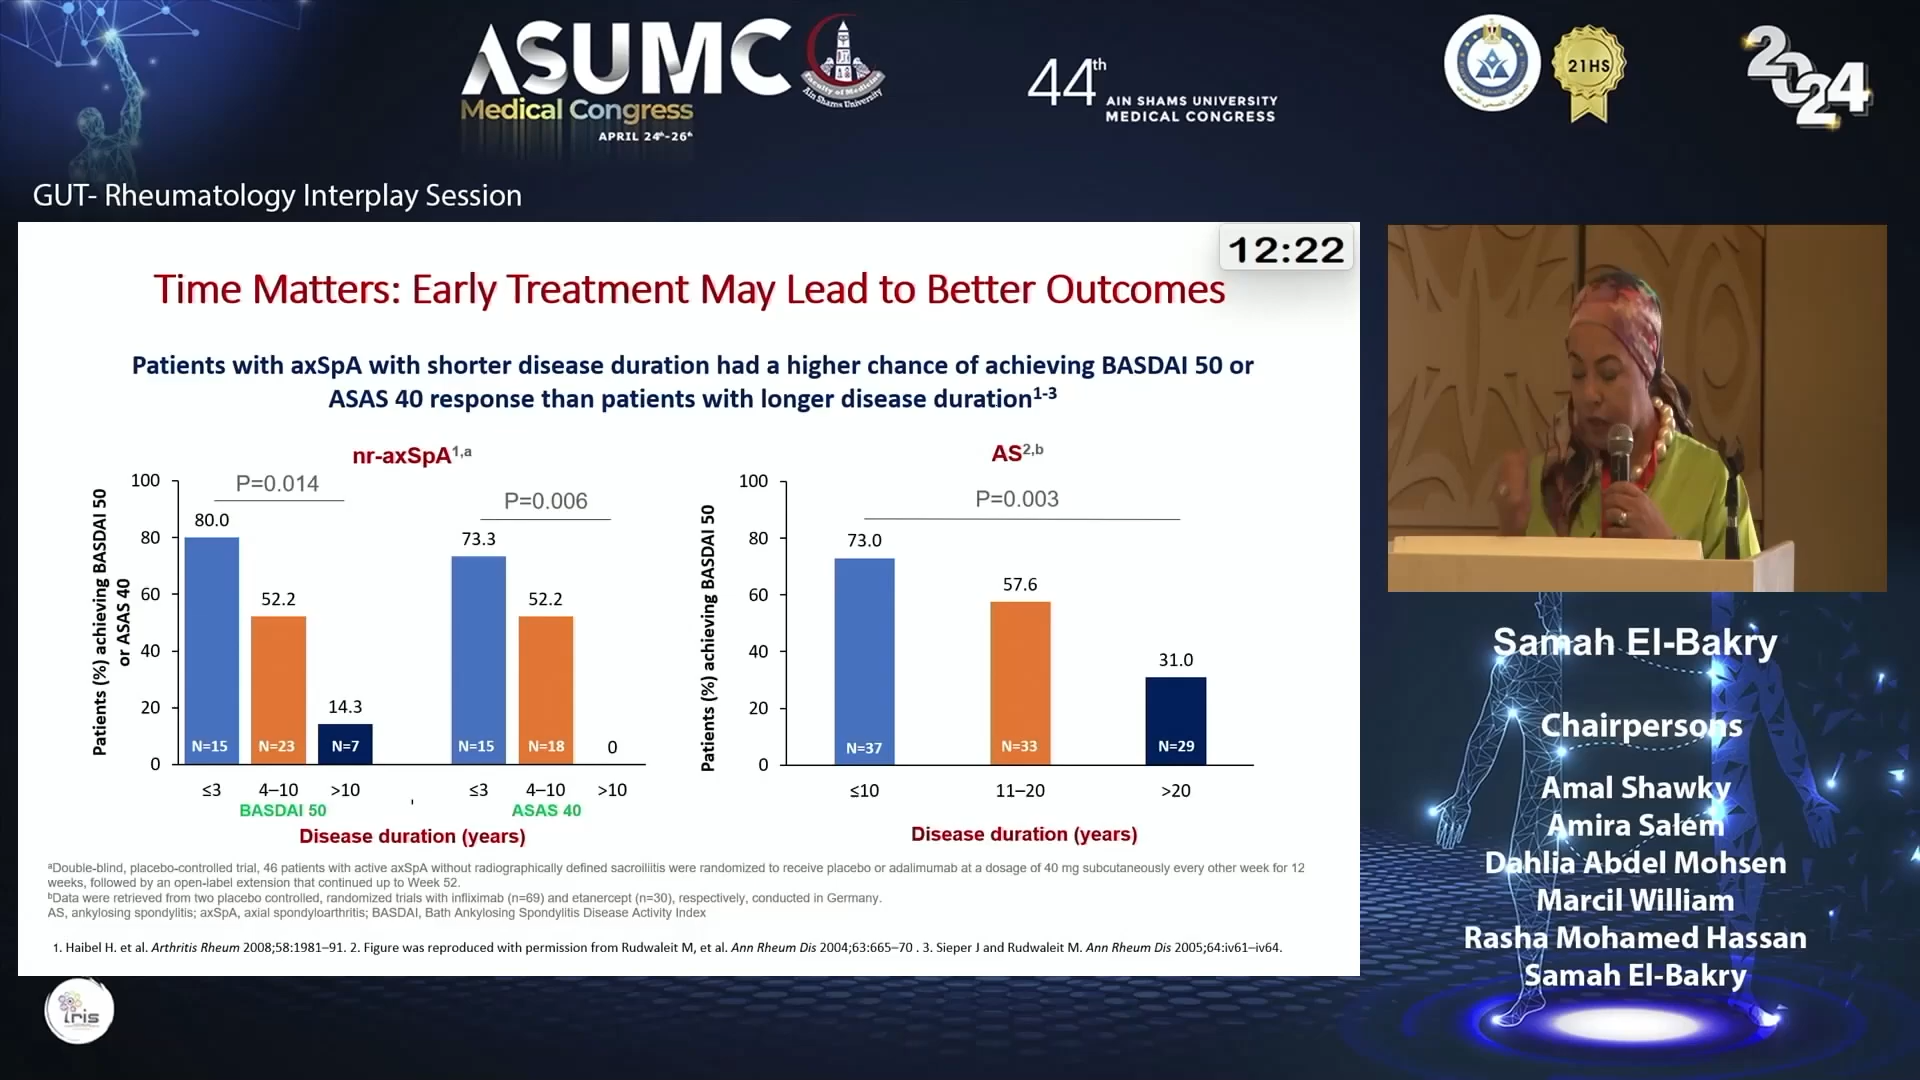 ASUMC
Medical Congress
APRIL 24th-26th
Faculty of Medicine
Ain Shams University
44th
AIN SHAMS UNIVERSITY
MEDICAL CONGRESS
21HS
2024
GUT- Rheumatology Interplay Session
12:22
Time Matters: Early Treatment May Lead to Better Outcomes
Patients with axSpA with shorter disease duration had a higher chance of achieving BASDAI 50 or
ASAS 40 response than patients with longer disease duration1-3
nr-axSpA1,a
Patients (%) achieving BASDAI 50
or ASAS 40
100
80
60
40
20
0
P=0.014
P=0.006
80.0
52.2
14.3
73.3
52.2
0
N=15
N=23
N=7
N=15
N=18
≤3
4–10
>10
≤3
4–10
>10
BASDAI 50
ASAS 40
Disease duration (years)
AS2,b
Patients (%) achieving BASDAI 50
100
80
60
40
20
0
P=0.003
73.0
57.6
31.0
N=37
N=33
N=29
≤10
11–20
>20
Disease duration (years)
aDouble-blind, placebo-controlled trial, 46 patients with active axSpA without radiographically defined sacroiliitis were randomized to receive placebo or adalimumab at a dosage of 40 mg subcutaneously every other week for 12
weeks, followed by an open-label extension that continued up to Week 52.
bData were retrieved from two placebo controlled, randomized trials with infliximab (n=69) and etanercept (n=30), respectively, conducted in Germany.
AS, ankylosing spondylitis; axSpA, axial spondyloarthritis; BASDAI, Bath Ankylosing Spondylitis Disease Activity Index
1. Haibel H. et al. Arthritis Rheum 2008;58:1981–91. 2. Figure was reproduced with permission from Rudwaleit M, et al. Ann Rheum Dis 2004;63:665–70 . 3. Sieper J and Rudwaleit M. Ann Rheum Dis 2005;64:iv61–iv64.
Samah El-Bakry
Chairpersons
Amal Shawky
Amira Salem
Dahlia Abdel Mohsen
Marcil William
Rasha Mohamed Hassan
Samah El-Bakry
iris